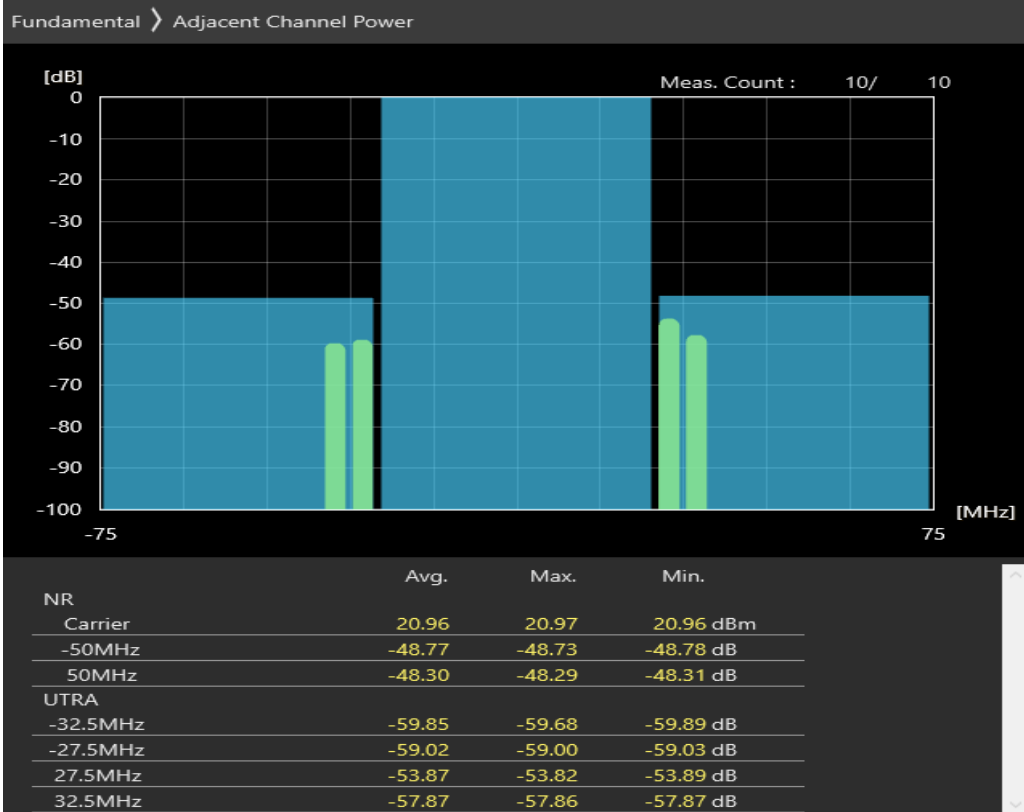 Fundamental ❯ Adjacent Channel Power
[dB]
Meas. Count : 10/ 10
0
-10
-20
-30
-40
-50
-60
-70
-80
-90
-100
[MHz]
-75 75
Avg. Max. Min.
NR
Carrier 20.96 20.97 20.96 dBm
-50MHz -48.77 -48.73 -48.78 dB
50MHz -48.30 -48.29 -48.31 dB
UTRA
-32.5MHz -59.85 -59.68 -59.89 dB
-27.5MHz -59.02 -59.00 -59.03 dB
27.5MHz -53.87 -53.82 -53.89 dB
32.5MHz -57.87 -57.86 -57.87 dB